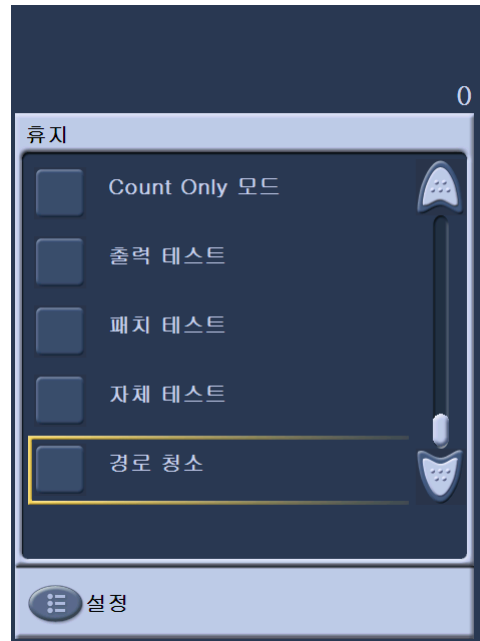 0
휴지
Count Only 모드
출력 테스트
패치 테스트
자체 테스트
경로 청소
설정